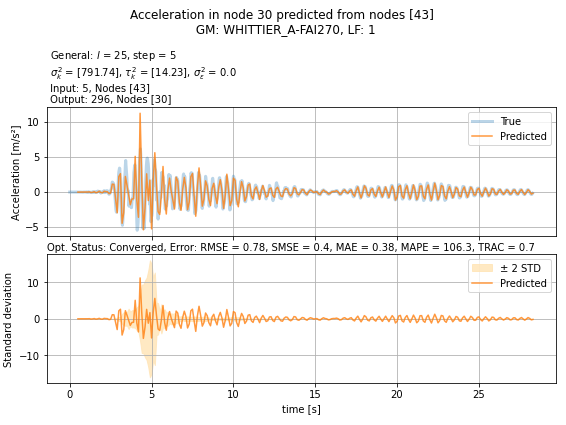 Acceleration in node 30 predicted from nodes [43]
GM: WHITTIER_A-FAI270, LF: 1
General: l = 25, step = 5
σ²ₖ = [791.74], τ²ₖ = [14.23], σ²ε = 0.0
Input: 5, Nodes [43]
Output: 296, Nodes [30]
Acceleration [m/s²]
10
5
0
−5
True
Predicted
Opt. Status: Converged, Error: RMSE = 0.78, SMSE = 0.4, MAE = 0.38, MAPE = 106.3, TRAC = 0.7
Standard deviation
10
0
−10
± 2 STD
Predicted
0 5 10 15 20 25
time [s]